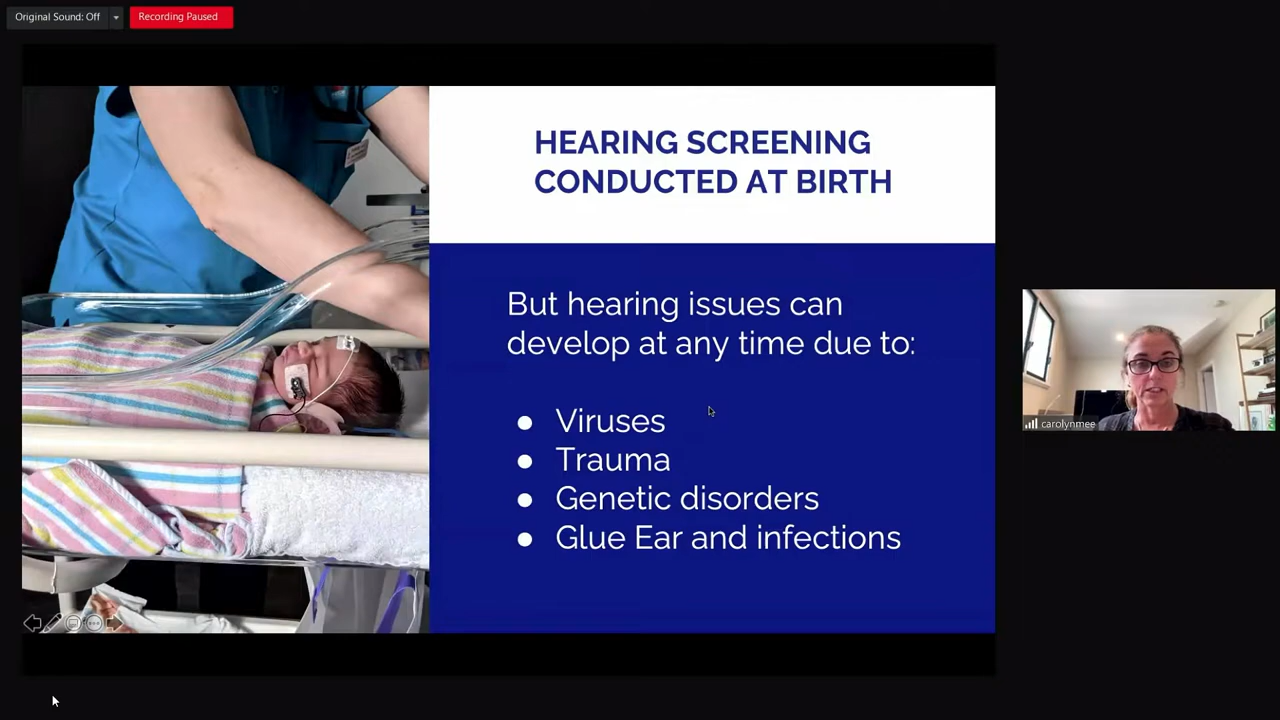 Original Sound: Off
Recording Paused
HEARING SCREENING
CONDUCTED AT BIRTH
But hearing issues can
develop at any time due to:
● Viruses
● Trauma
● Genetic disorders
● Glue Ear and infections
carolynmee